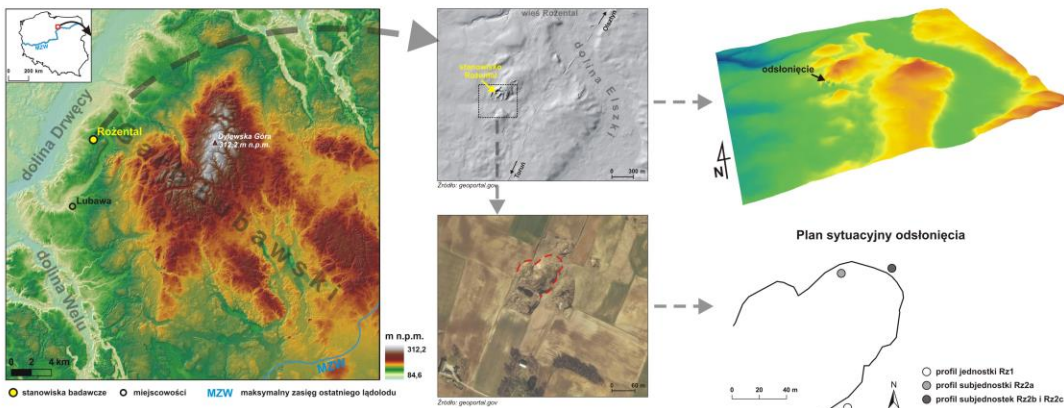 MZW
0 200 km
dolina Drwęcy
Rożental
Dylewska Góra
312,2 m n.p.m.
Lubawa
dolina Welu
MZW
0 2 4 km
m n.p.m.
312,2
84,6
stanowiska badawcze
miejscowości
MZW maksymalny zasięg ostatniego lądolodu
wieś Rożental
Olsztyn
stanowisko
Rożental
dolina Elszki
Toruń
0 300 m
Źródło: geoportal.gov
0 60 m
Źródło: geoportal.gov
odsłonięcie
N
Plan sytuacyjny odsłonięcia
profil jednostki Rz1
profil subjednostki Rz2a
profil subjednostek Rz2b i Rz2c
0 20 40 m
N